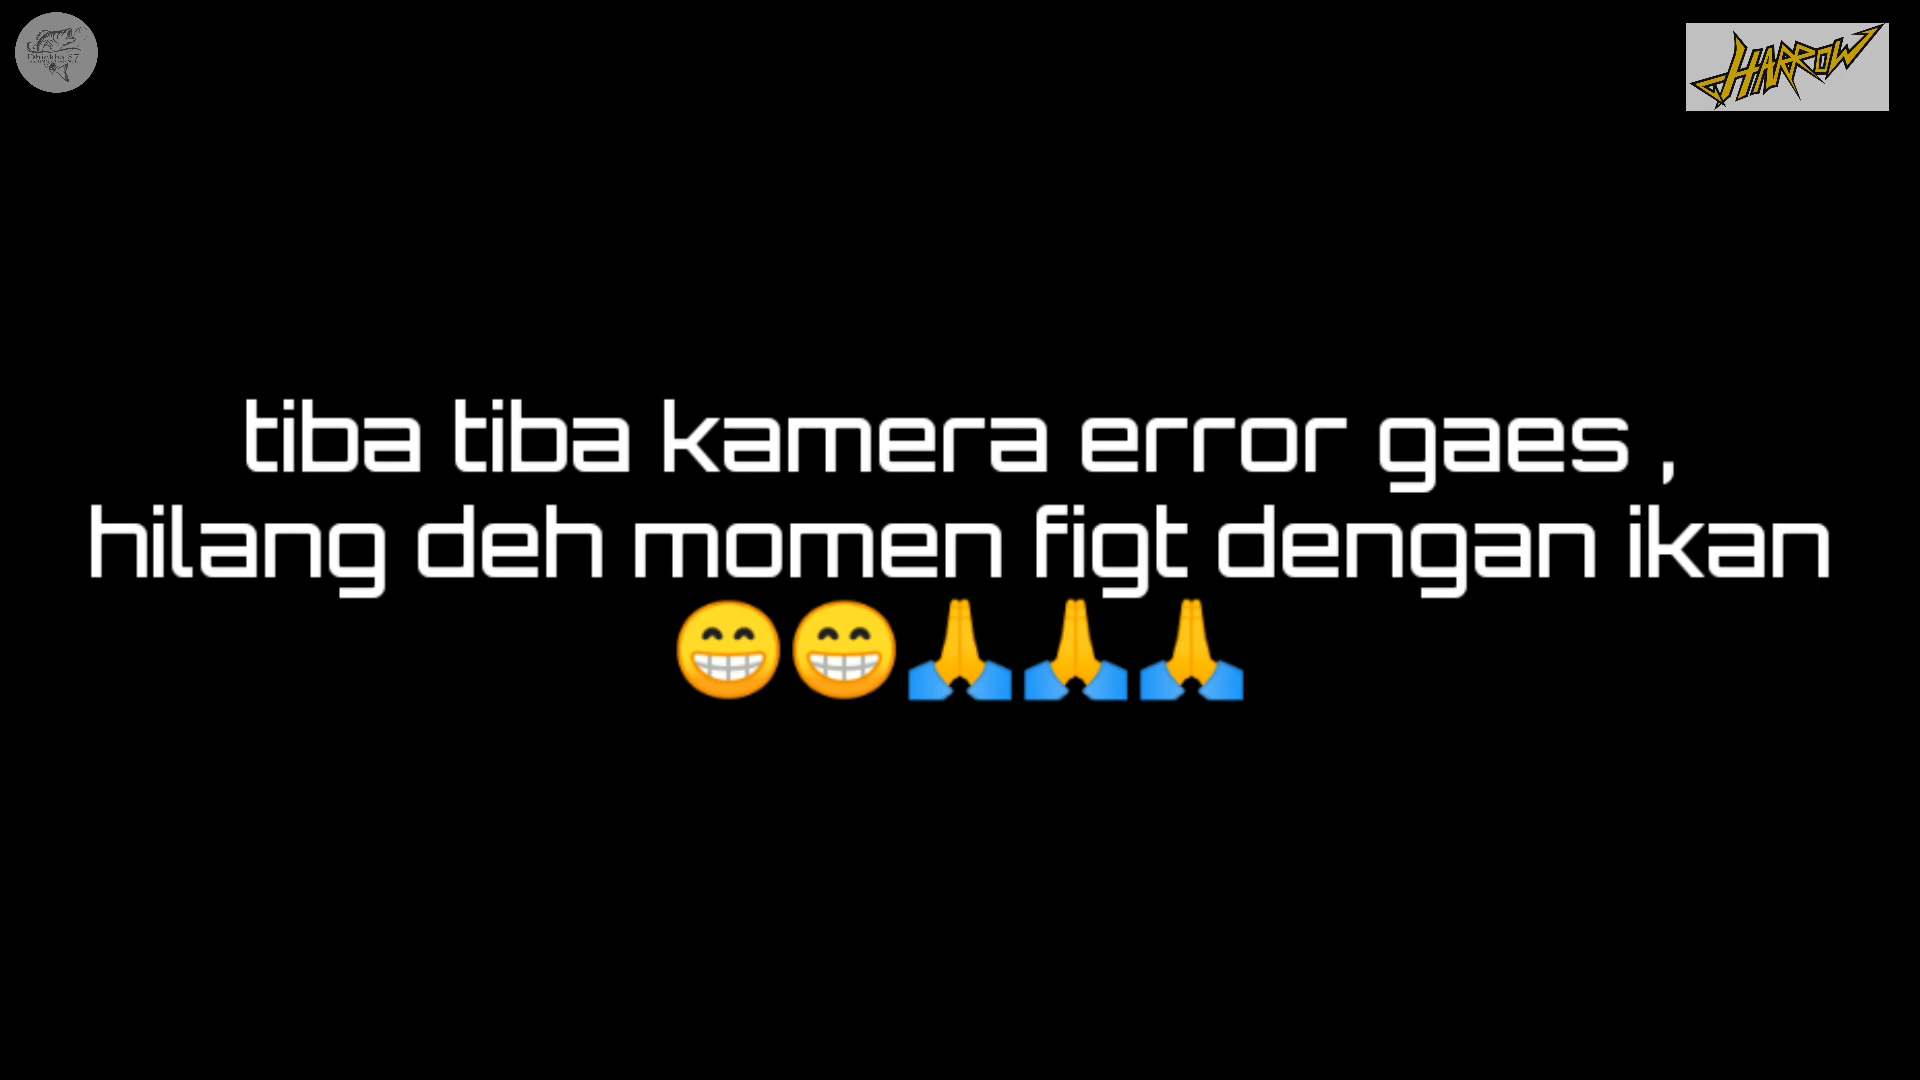 HARROW
tiba tiba kamera error gaes ,
hilang deh momen figt dengan ikan
😁😁🙏🙏🙏